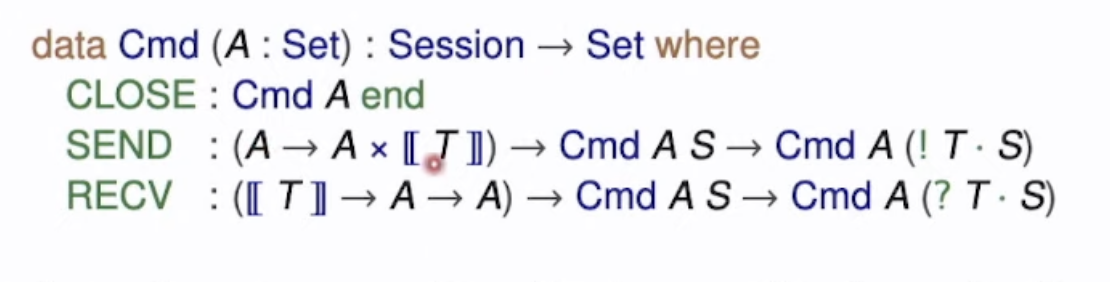 data Cmd (A : Set) : Session → Set where
CLOSE : Cmd A end
SEND : (A → A × ⟦ T ⟧) → Cmd A S → Cmd A (! T · S)
RECV : (⟦ T ⟧ → A → A) → Cmd A S → Cmd A (? T · S)